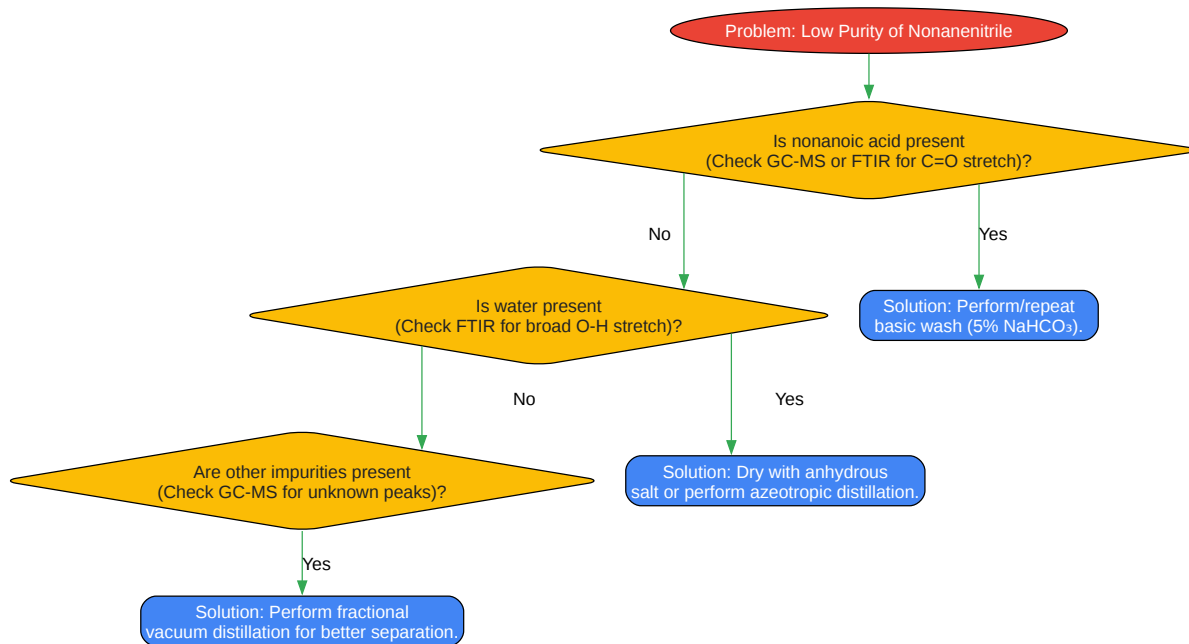 Problem: Low Purity of Nonanenitrile
Is nonanoic acid present
(Check GC-MS or FTIR for C=O stretch)?
No
Yes
Is water present
(Check FTIR for broad O-H stretch)?
Solution: Perform/repeat
basic wash (5% NaHCO₃).
No
Yes
Are other impurities present
(Check GC-MS for unknown peaks)?
Solution: Dry with anhydrous
salt or perform azeotropic distillation.
Yes
Solution: Perform fractional
vacuum distillation for better separation.